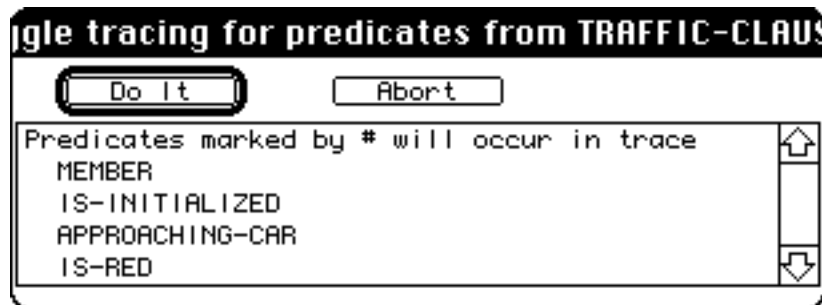 ggle tracing for predicates from TRAFFIC-CLAUS
Do It Abort
Predicates marked by # will occur in trace
MEMBER
IS-INITIALIZED
APPROACHING-CAR
IS-RED